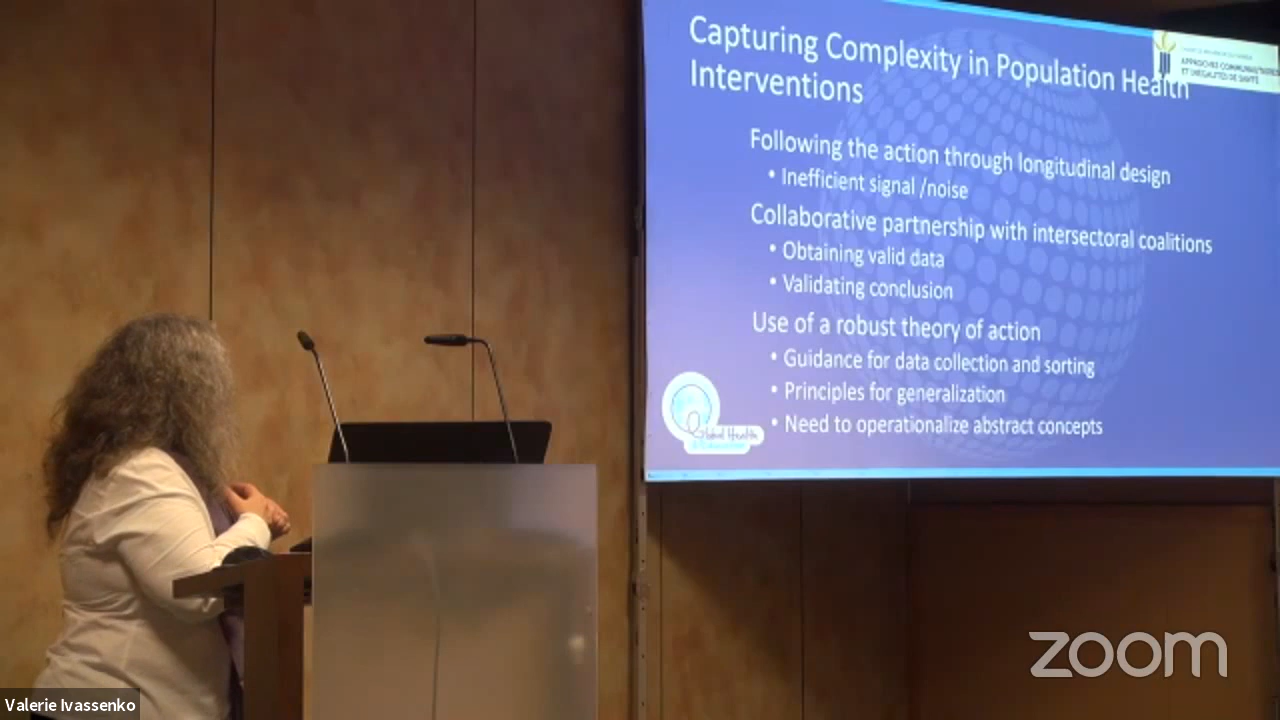 Capturing Complexity in Population Health
Interventions
APPROCHES COMMUNAUTAIRES
ET INÉGALITÉS DE SANTÉ
Following the action through longitudinal design
• Inefficient signal /noise
Collaborative partnership with intersectoral coalitions
• Obtaining valid data
• Validating conclusion
Use of a robust theory of action
• Guidance for data collection and sorting
• Principles for generalization
• Need to operationalize abstract concepts
Global Health
zoom
Valerie Ivassenko